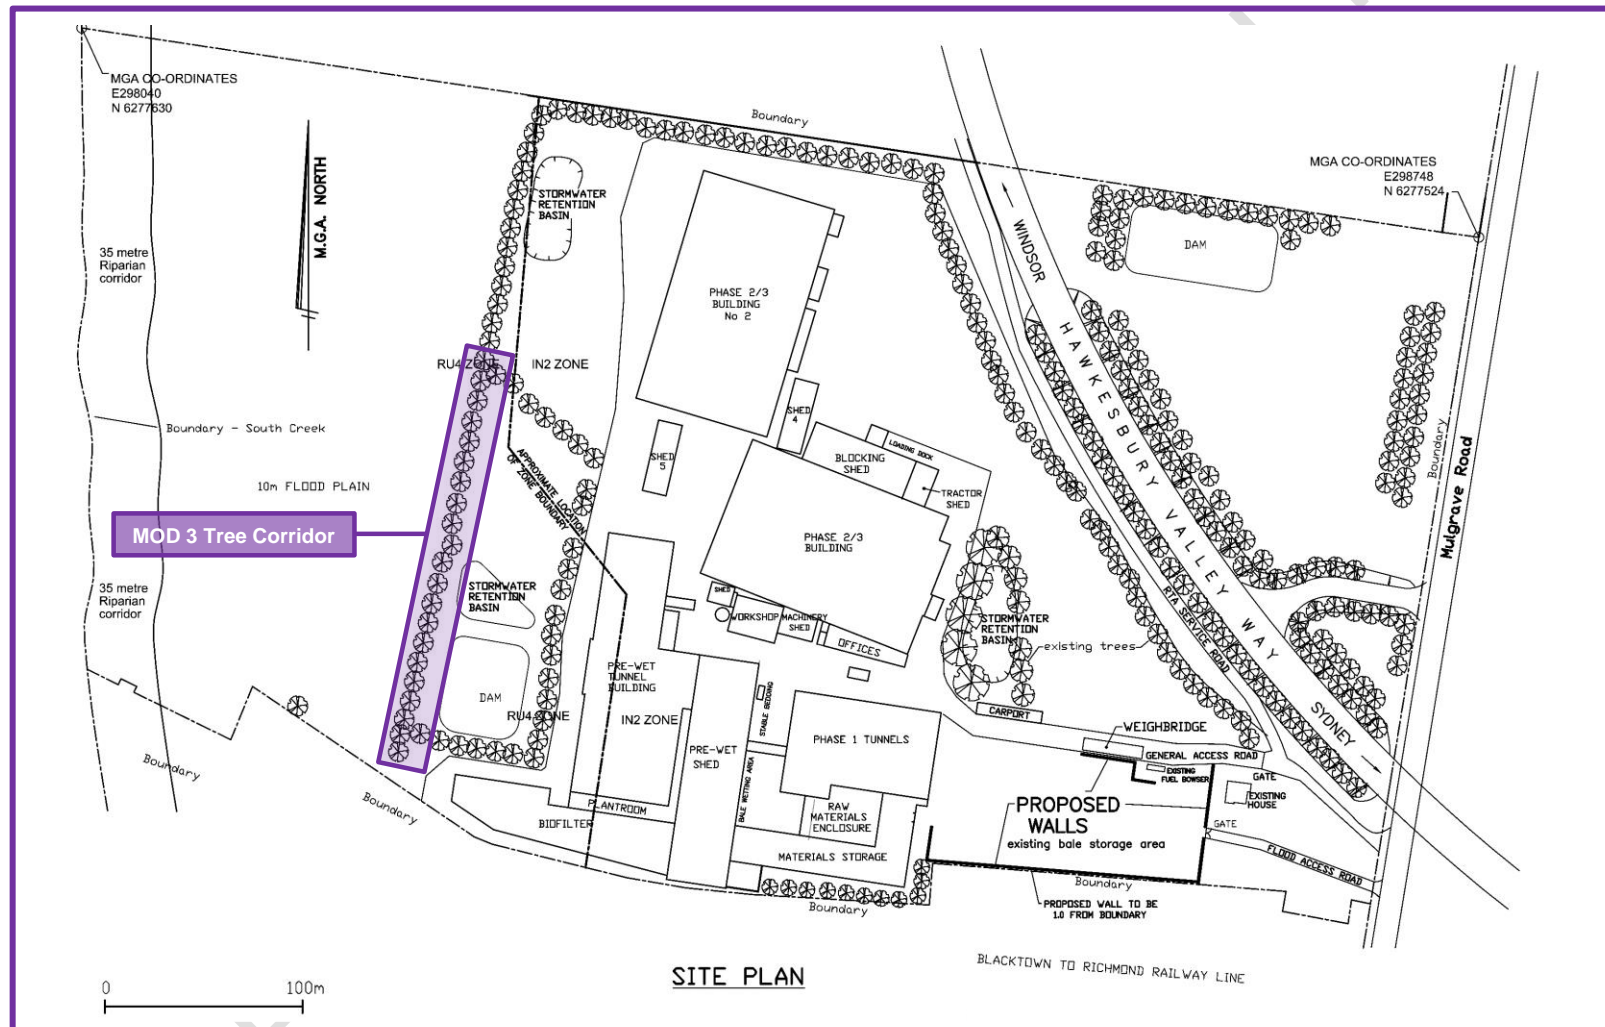 MGA CO-ORDINATES
E298040
N 6277630
Boundary
MGA CO-ORDINATES
E298748
N 6277524
M.G.A. NORTH
STORMWATER
RETENTION
BASIN
WINDSOR
DAM
35 metre
Riparian
corridor
PHASE 2/3
BUILDING
No 2
HAWKESBURY VALLEY WAY
RU4 ZONE
IN2 ZONE
SHED
4
Boundary - South Creek
LOADING DOCK
BLOCKING
SHED
SHED
5
APPROXIMATE LOCATION
OF ZONE BOUNDARY
Boundary
Mulgrave Road
10m FLOOD PLAIN
TRACTOR
SHED
MOD 3 Tree Corridor
PHASE 2/3
BUILDING
35 metre
Riparian
corridor
STORMWATER
RETENTION
BASIN
SHED
WORKSHOP
MACHINERY
SHED
OFFICES
STORMWATER
RETENTION
BASIN
existing trees
RTA SERVICE ROAD
PRE-WET
TUNNEL
BUILDING
DAM
RU4 ZONE
IN2 ZONE
STABLE BEDDING
CARPORT
SYDNEY
WEIGHBRIDGE
PHASE 1 TUNNELS
PRE-WET
SHED
GENERAL ACCESS ROAD
Boundary
EXISTING
FUEL BOWSER
GATE
EXISTING
HOUSE
BALE WETTING AREA
Boundary
PLANTROOM
BIOFILTER
RAW
MATERIALS
ENCLOSURE
PROPOSED
WALLS
existing bale storage area
GATE
FLOOD ACCESS ROAD
MATERIALS STORAGE
Boundary
Boundary
PROPOSED WALL TO BE
1.0 FROM BOUNDARY
BLACKTOWN TO RICHMOND RAILWAY LINE
SITE PLAN
0
100m